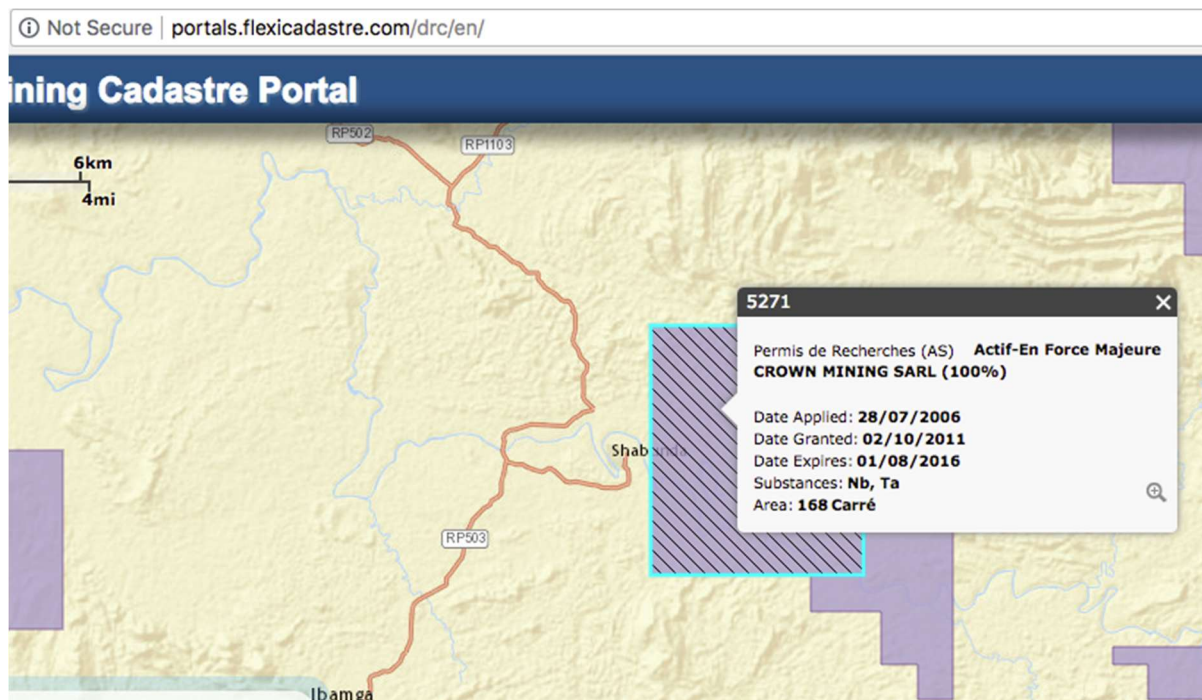 Not Secure portals.flexicadastre.com/drc/en/
ining Cadastre Portal
RP502
RP1103
6km
4mi
5271
Permis de Recherches (AS) Actif-En Force Majeure
CROWN MINING SARL (100%)
Date Applied: 28/07/2006
Date Granted: 02/10/2011
Date Expires: 01/08/2016
Substances: Nb, Ta
Area: 168 Carré
Shabunda
RP503
Ibamga